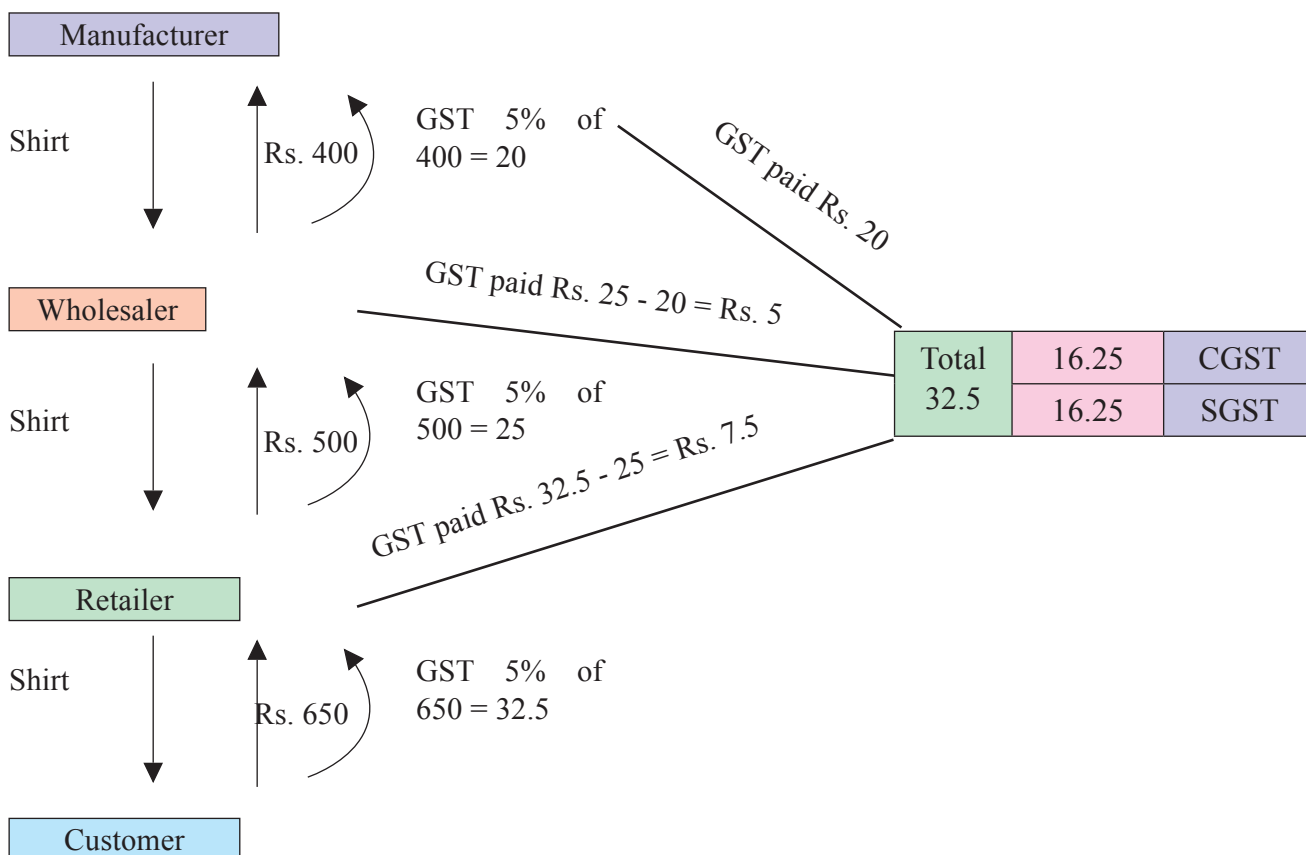 Manufacturer
Shirt
Rs. 400
GST 5% of
400 = 20
GST paid Rs. 20
GST paid Rs. 25 - 20 = Rs. 5
Wholesaler
Total
32.5
16.25
CGST
16.25
SGST
Shirt
Rs. 500
GST 5% of
500 = 25
GST paid Rs. 32.5 - 25 = Rs. 7.5
Retailer
Shirt
Rs. 650
GST 5% of
650 = 32.5
Customer